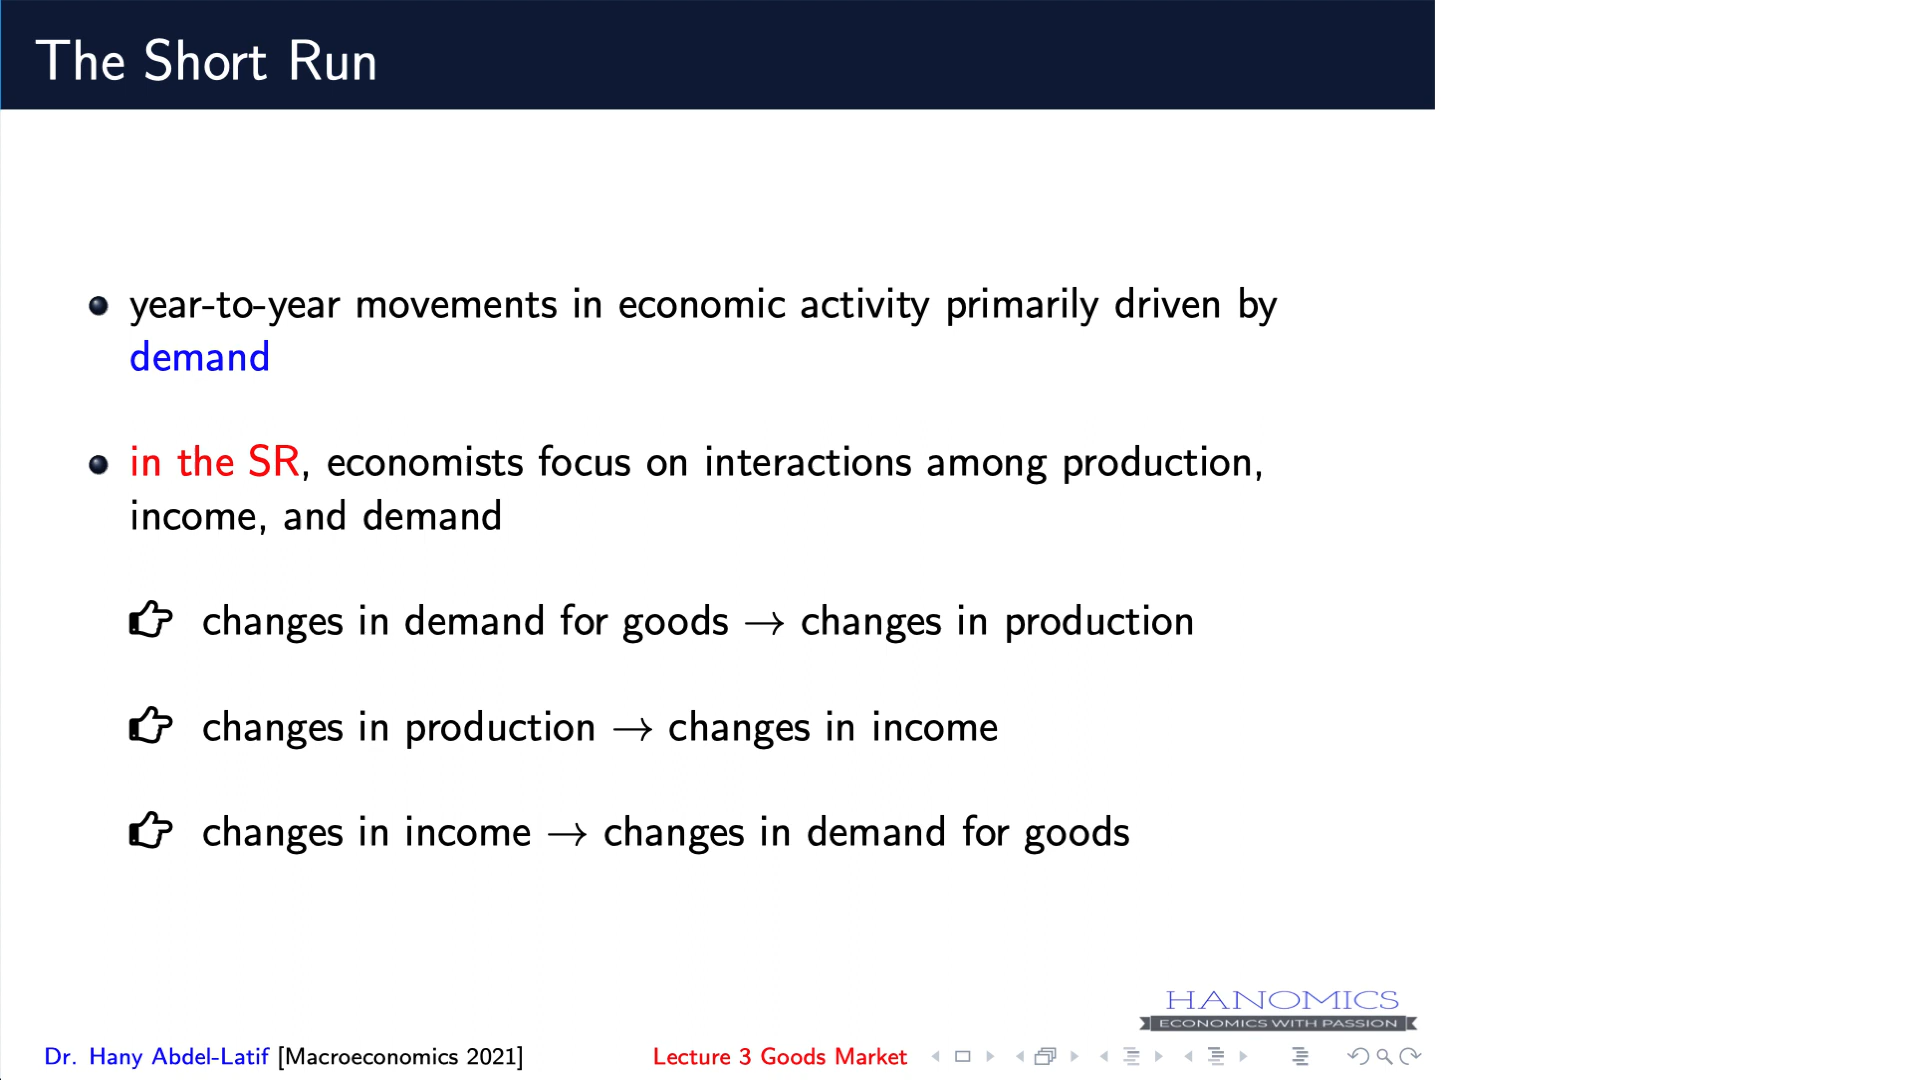 The Short Run
year-to-year movements in economic activity primarily driven by
demand
in the SR, economists focus on interactions among production,
income, and demand
changes in demand for goods → changes in production
changes in production → changes in income
changes in income → changes in demand for goods
HANOMICS
ECONOMICS WITH PASSION
Dr. Hany Abdel-Latif [Macroeconomics 2021] Lecture 3 Goods Market